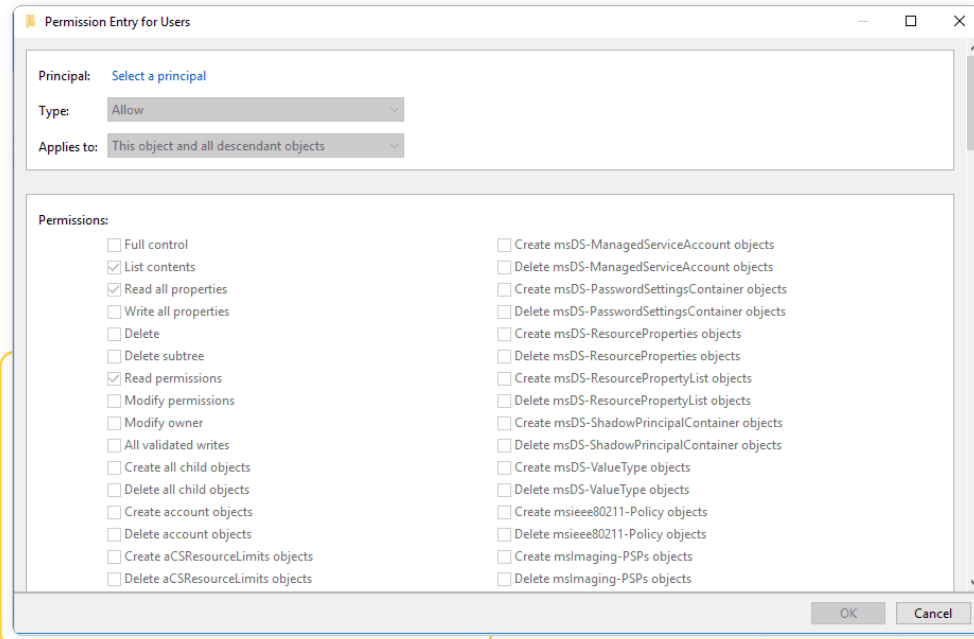 Permission Entry for Users
Principal: Select a principal
Type: Allow
Applies to: This object and all descendant objects
Permissions:
Full control
List contents
Read all properties
Write all properties
Delete
Delete subtree
Read permissions
Modify permissions
Modify owner
All validated writes
Create all child objects
Delete all child objects
Create account objects
Delete account objects
Create aCSResourceLimits objects
Delete aCSResourceLimits objects
Create msDS-ManagedServiceAccount objects
Delete msDS-ManagedServiceAccount objects
Create msDS-PasswordSettingsContainer objects
Delete msDS-PasswordSettingsContainer objects
Create msDS-ResourceProperties objects
Delete msDS-ResourceProperties objects
Create msDS-ResourcePropertyList objects
Delete msDS-ResourcePropertyList objects
Create msDS-ShadowPrincipalContainer objects
Delete msDS-ShadowPrincipalContainer objects
Create msDS-ValueType objects
Delete msDS-ValueType objects
Create msieee80211-Policy objects
Delete msieee80211-Policy objects
Create msImaging-PSPs objects
Delete msImaging-PSPs objects
OK Cancel